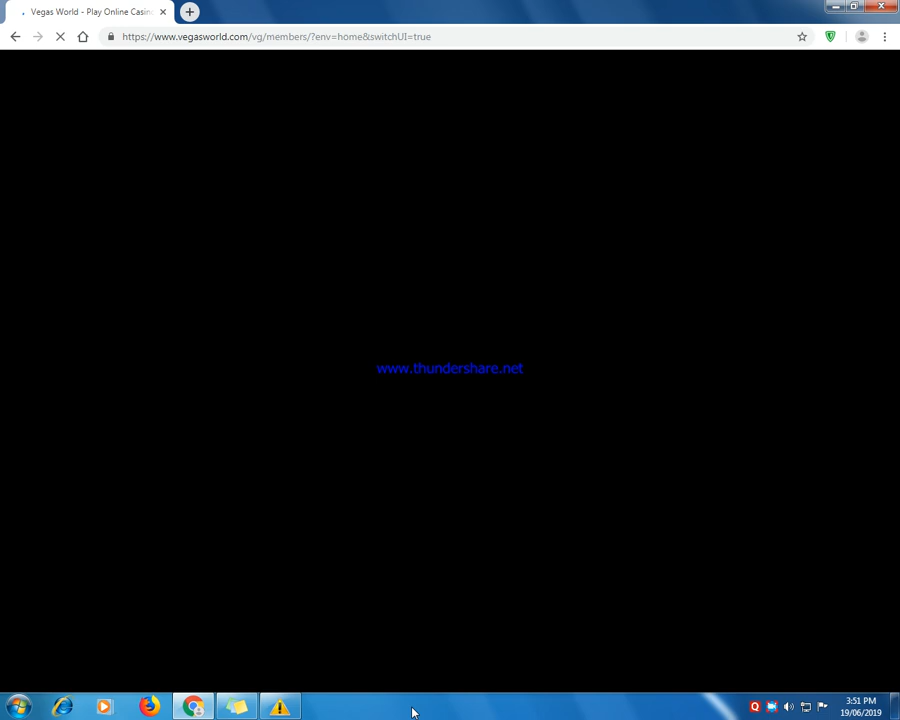 Vegas World - Play Online Casino
https://www.vegasworld.com/vg/members/?env=home&switchUI=true
www.thundershare.net
3:51 PM
19/06/2019